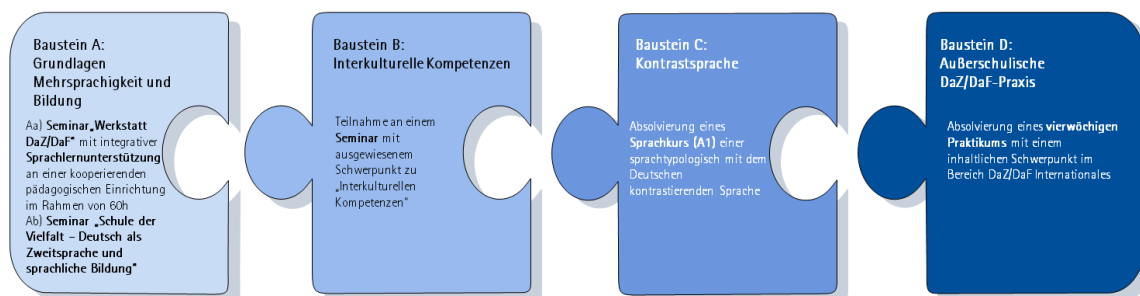 Baustein A:
Grundlagen
Mehrsprachigkeit und
Bildung
Aa) Seminar„Werkstatt
DaZ/DaF“ mit integrativer
Sprachlernunterstützung
an einer kooperierenden
pädagogischen Einrichtung
im Rahmen von 60h
Ab) Seminar „Schule der
Vielfalt – Deutsch als
Zweitsprache und
sprachliche Bildung“
Baustein B:
Interkulturelle Kompetenzen
Teilnahme an einem
Seminar mit
ausgewiesenem
Schwerpunkt zu
„Interkulturellen
Kompetenzen“
Baustein C:
Kontrastsprache
Absolvierung eines
Sprachkurs (A1) einer
sprachtypologisch mit dem
Deutschen
kontrastierenden Sprache
Baustein D:
Außerschulische
DaZ/DaF-Praxis
Absolvierung eines vierwöchigen
Praktikums mit einem
inhaltlichen Schwerpunkt im
Bereich DaZ/DaF Internationales